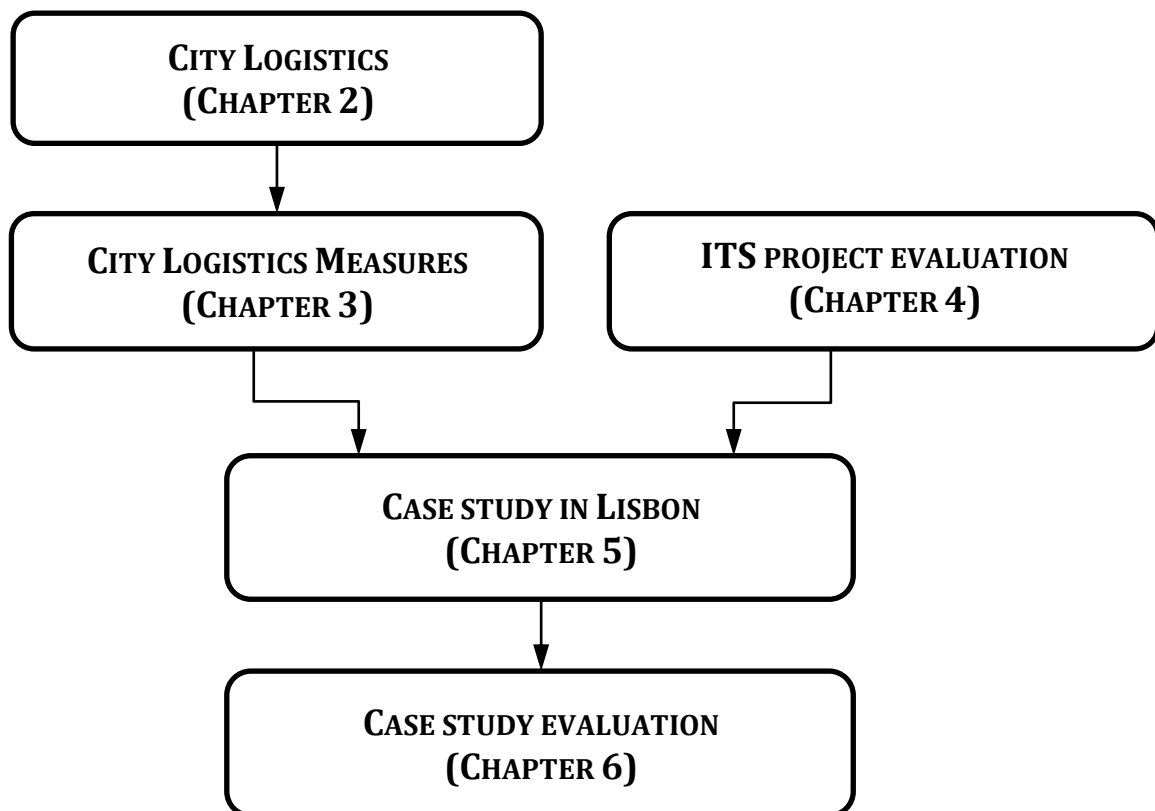 City Logistics
(Chapter 2)
City Logistics Measures
(Chapter 3)
ITS project evaluation
(Chapter 4)
Case study in Lisbon
(Chapter 5)
Case study evaluation
(Chapter 6)